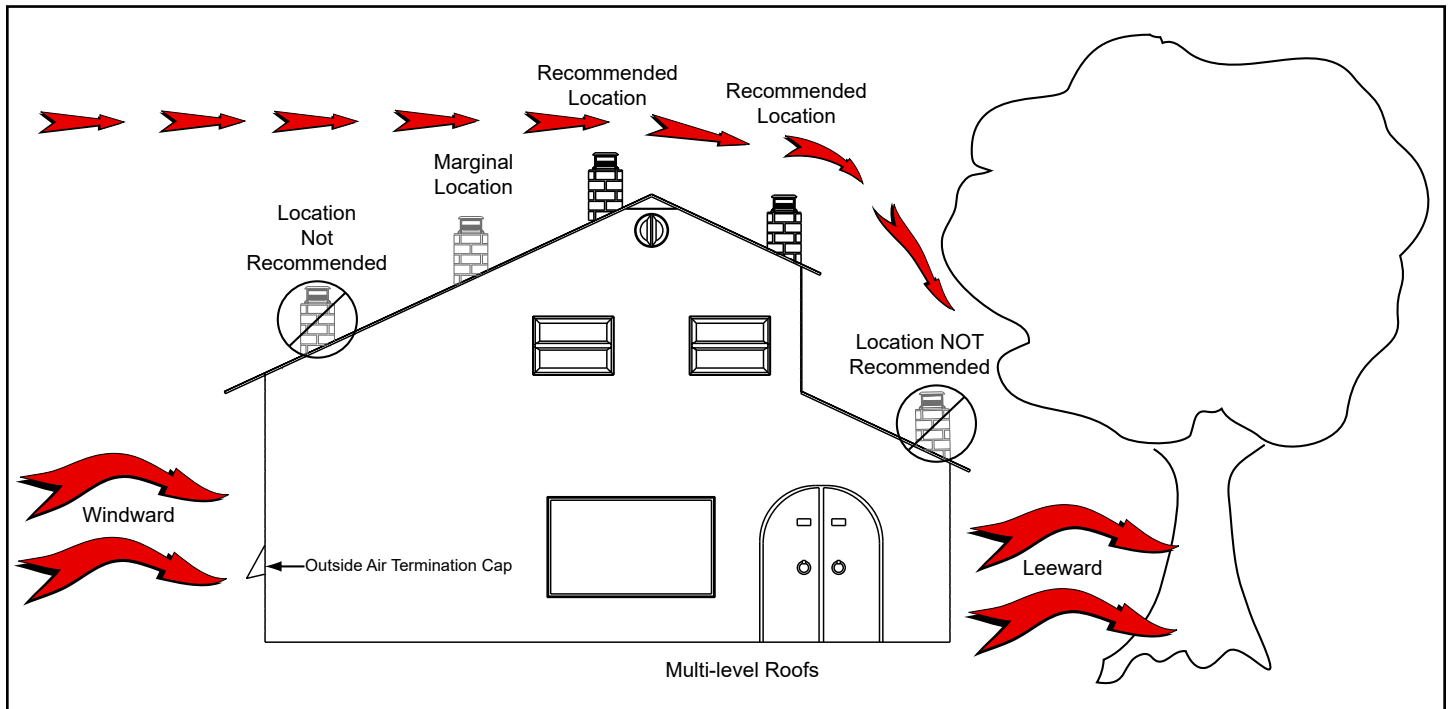 Recommended
Location
Recommended
Location
Marginal
Location
Location
Not
Recommended
Location NOT
Recommended
Windward
Outside Air Termination Cap
Leeward
Multi-level Roofs